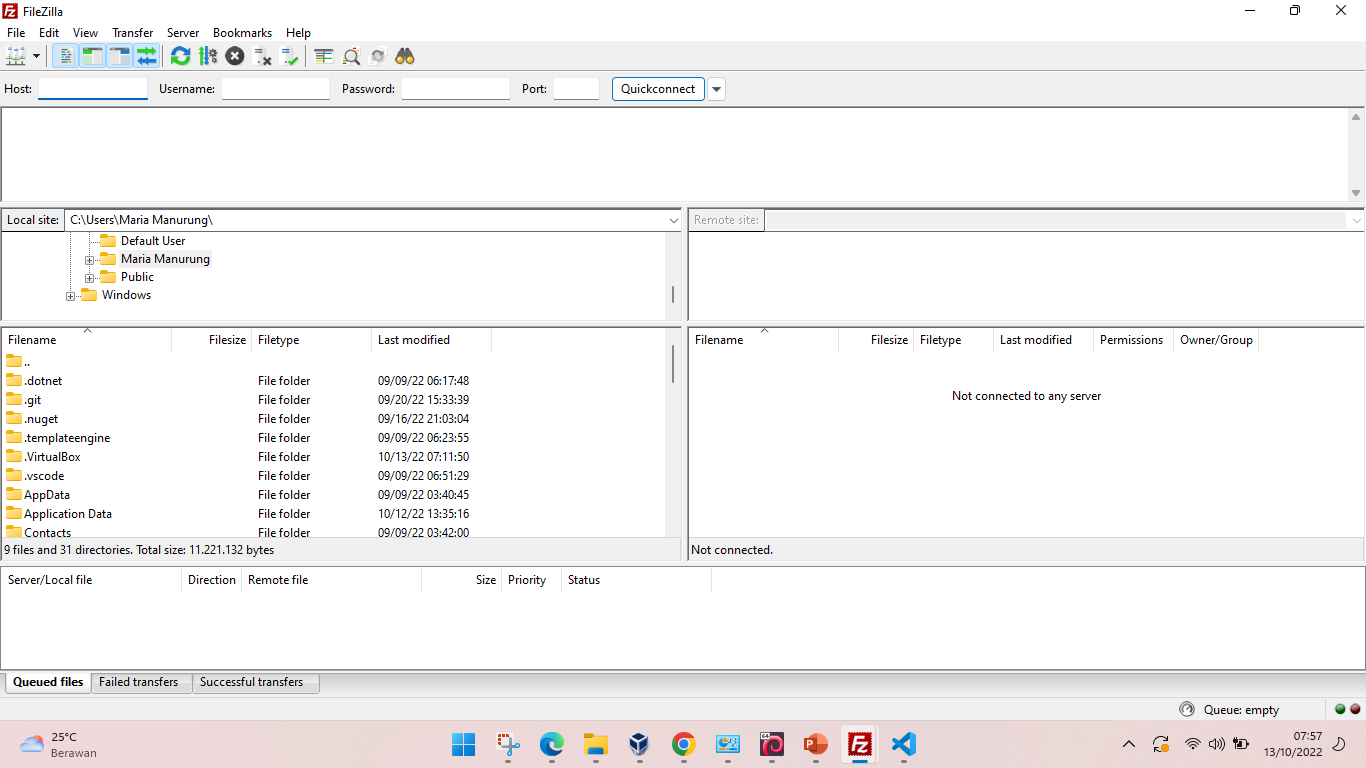 FileZilla
File Edit View Transfer Server Bookmarks Help
Host: Username: Password: Port: Quickconnect
Local site: C:\Users\Maria Manurung\
Default User
Maria Manurung
Public
Windows
Remote site:
Filename Filesize Filetype Last modified
..
.dotnet File folder 09/09/22 06:17:48
.git File folder 09/20/22 15:33:39
.nuget File folder 09/16/22 21:03:04
.templateengine File folder 09/09/22 06:23:55
.VirtualBox File folder 10/13/22 07:11:50
.vscode File folder 09/09/22 06:51:29
AppData File folder 09/09/22 03:40:45
Application Data File folder 10/12/22 13:35:16
Contacts File folder 09/09/22 03:42:00
9 files and 31 directories. Total size: 11.221.132 bytes
Filename Filesize Filetype Last modified Permissions Owner/Group
Not connected to any server
Not connected.
Server/Local file Direction Remote file Size Priority Status
Queued files Failed transfers Successful transfers
Queue: empty
25°C
Berawan
64
07:57
13/10/2022